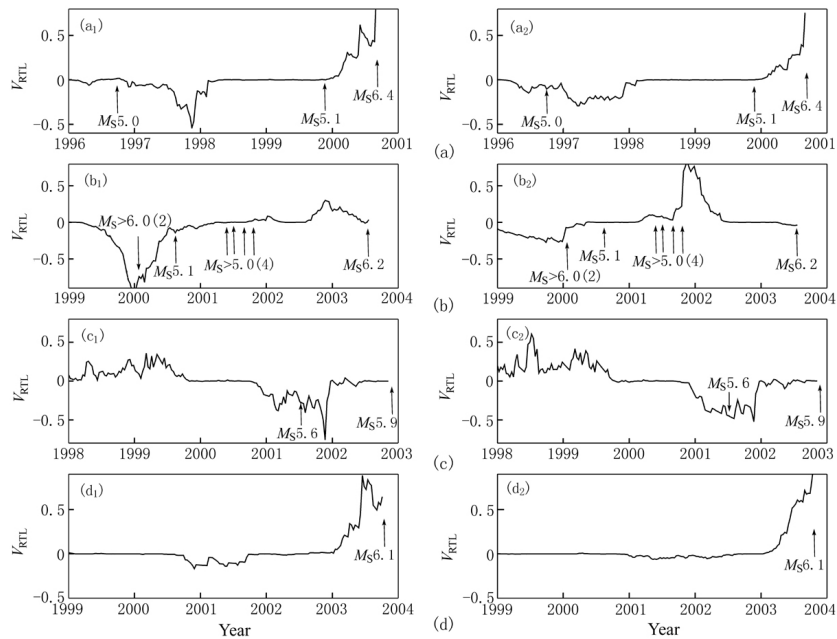 (a1)
0.5
0
−0.5
VRTL
MS5.0
MS5.1
MS6.4
1996 1997 1998 1999 2000 2001
(a2)
0.5
0
−0.5
VRTL
MS5.0
MS5.1
MS6.4
1996 1997 1998 1999 2000 2001
(a)
(b1)
0.5
0
−0.5
VRTL
MS>6.0(2)
MS5.1
MS>5.0(4)
MS6.2
1999 2000 2001 2002 2003 2004
(b2)
0.5
0
−0.5
VRTL
MS>6.0(2)
MS5.1
MS>5.0(4)
MS6.2
1999 2000 2001 2002 2003 2004
(b)
(c1)
0.5
0
−0.5
VRTL
MS5.6
MS5.9
1998 1999 2000 2001 2002 2003
(c2)
0.5
0
−0.5
VRTL
MS5.6
MS5.9
1998 1999 2000 2001 2002 2003
(c)
(d1)
0.5
0
−0.5
VRTL
MS6.1
1999 2000 2001 2002 2003 2004
Year
(d2)
0.5
0
−0.5
VRTL
MS6.1
1999 2000 2001 2002 2003 2004
Year
(d)